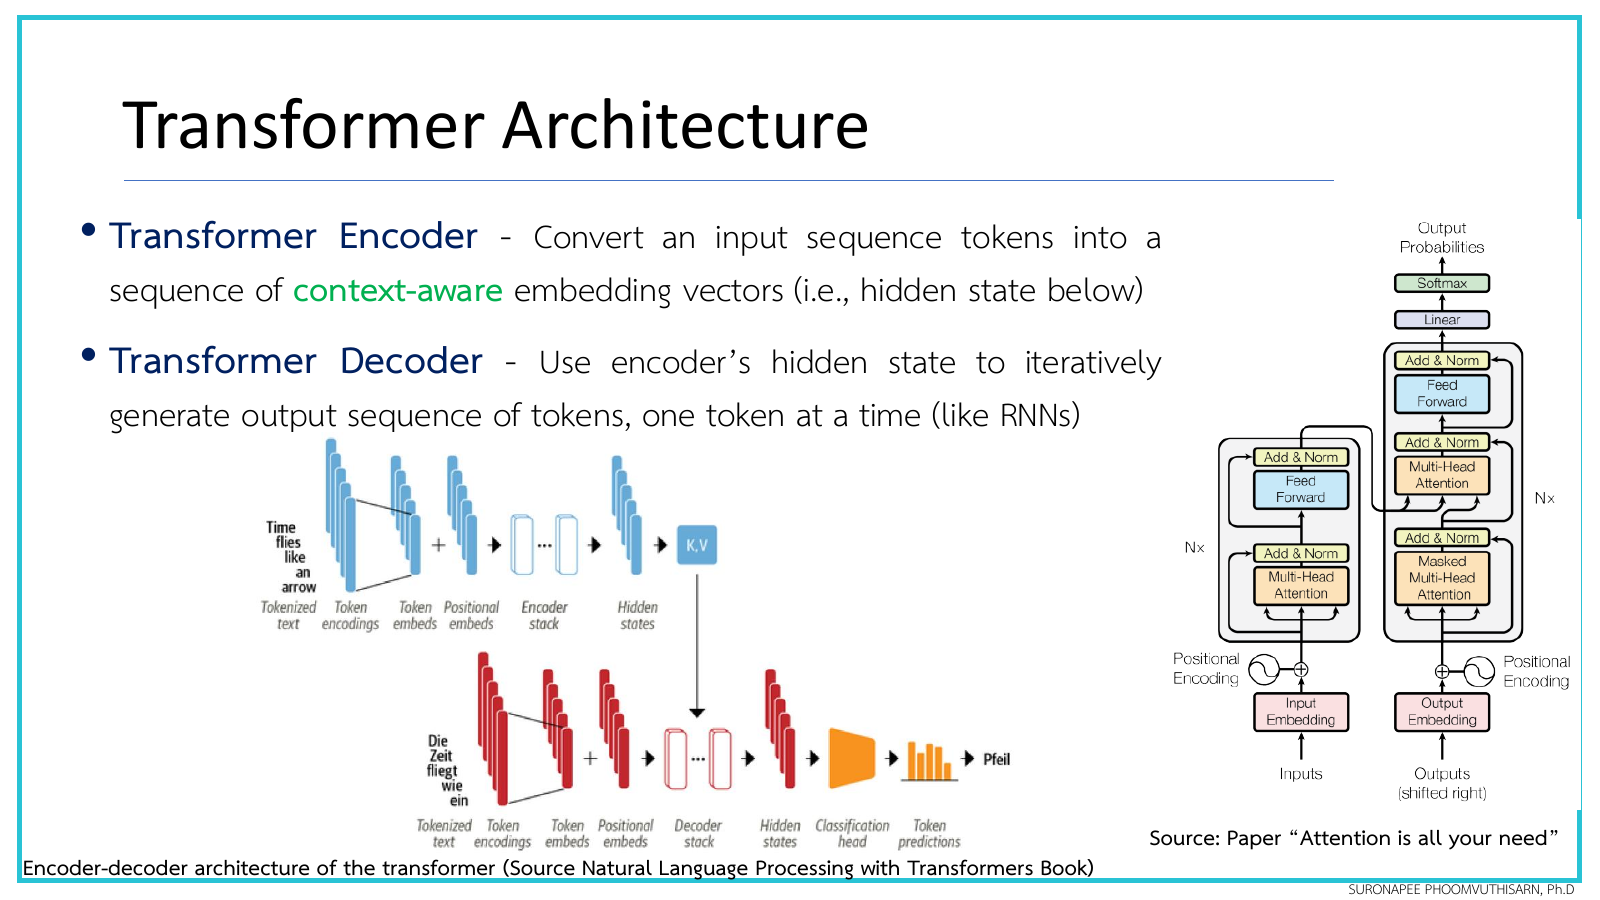 Transformer Architecture
• Transformer Encoder - Convert an input sequence tokens into a
sequence of context-aware embedding vectors (i.e., hidden state below)
• Transformer Decoder - Use encoder's hidden state to iteratively
generate output sequence of tokens, one token at a time (like RNNs)
Time
flies
like
an
arrow
+
...
K,V
Tokenized
text
Token
encodings
Token
embeds
Positional
embeds
Encoder
stack
Hidden
states
Die
Zeit
fliegt
wie
ein
+
...
Pfeil
Tokenized
text
Token
encodings
Token
embeds
Positional
embeds
Decoder
stack
Hidden
states
Classification
head
Token
predictions
Encoder-decoder architecture of the transformer (Source Natural Language Processing with Transformers Book)
Output
Probabilities
Softmax
Linear
Add & Norm
Feed
Forward
Add & Norm
Multi-Head
Attention
Nx
Add & Norm
Masked
Multi-Head
Attention
Add & Norm
Feed
Forward
Nx
Add & Norm
Multi-Head
Attention
Positional
Encoding
Positional
Encoding
Input
Embedding
Output
Embedding
Inputs
Outputs
(shifted right)
Source: Paper “Attention is all your need”
SURONAPEE PHOOMVUTHISARN, Ph.D